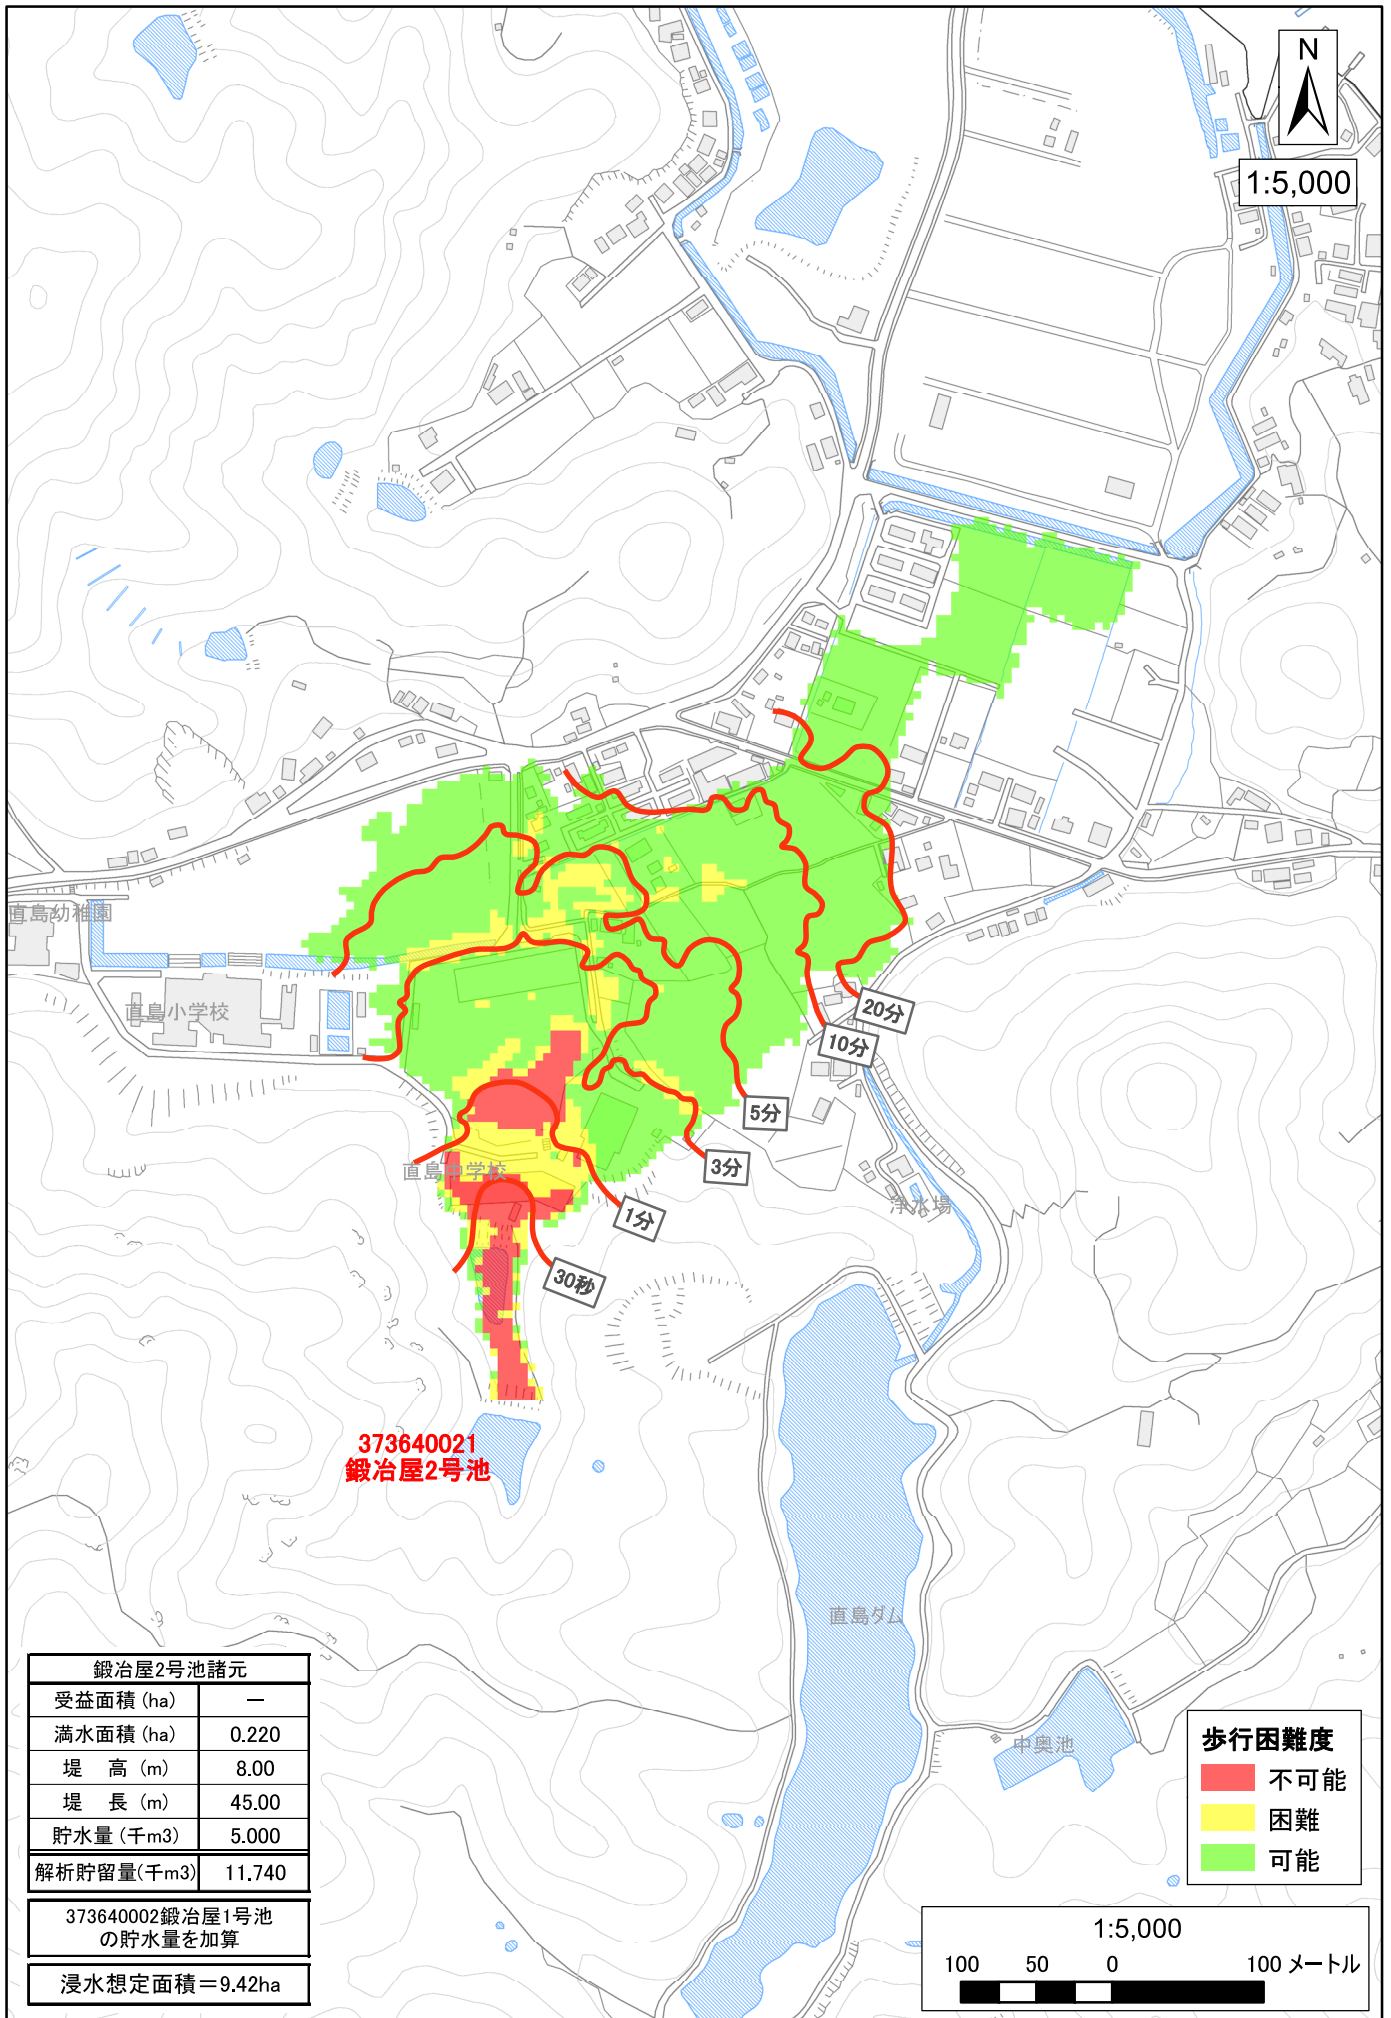 N
1:5,000
直島幼稚園
直島小学校
20分
10分
5分
3分
直島中学校
1分
浄水場
30秒
373640021
鍛冶屋2号池
直島ダム
中奥池
鍛冶屋2号池諸元
受益面積 (ha) －
満水面積 (ha) 0.220
堤 高 (m) 8.00
堤 長 (m) 45.00
貯水量 (千m3) 5.000
解析貯留量(千m3) 11.740
373640002鍛冶屋1号池
の貯水量を加算
浸水想定面積＝9.42ha
歩行困難度
不可能
困難
可能
1:5,000
100 50 0 100 メートル